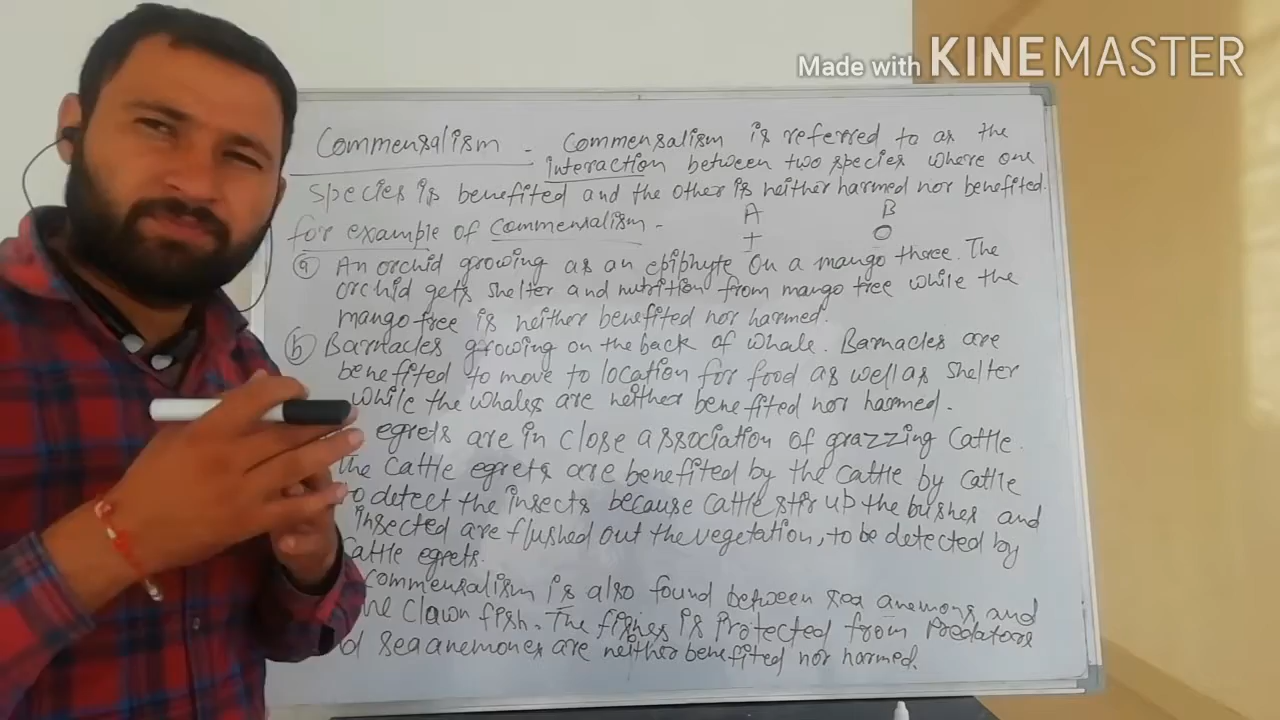 Made with KINEMASTER
Commensalism - Commensalism is referred to as the
interaction between two species where one
species is benefited and the other is neither harmed nor benefited.
for example of Commensalism - A B
+ O
(a) An orchid growing as an epiphyte on a mango three. The
orchid gets shelter and nutrition from mango tree while the
mango tree is neither benefited nor harmed.
(b) Barnacles growing on the back of whale. Barnacles are
benefited to move to location for food as well as shelter
while the whales are neither benefited nor harmed.
egrets are in close association of grazzing Cattle.
The Cattle egrets are benefited by the Cattle by Cattle
to detect the insects because Cattle stir up the bushes and
insected are flushed out the vegetation, to be detected by
Cattle egrets.
Commensalism is also found between sea anemons and
the Clown fish. The fishes is Protected from Predators
d sea anemones are neither benefited nor harmed.